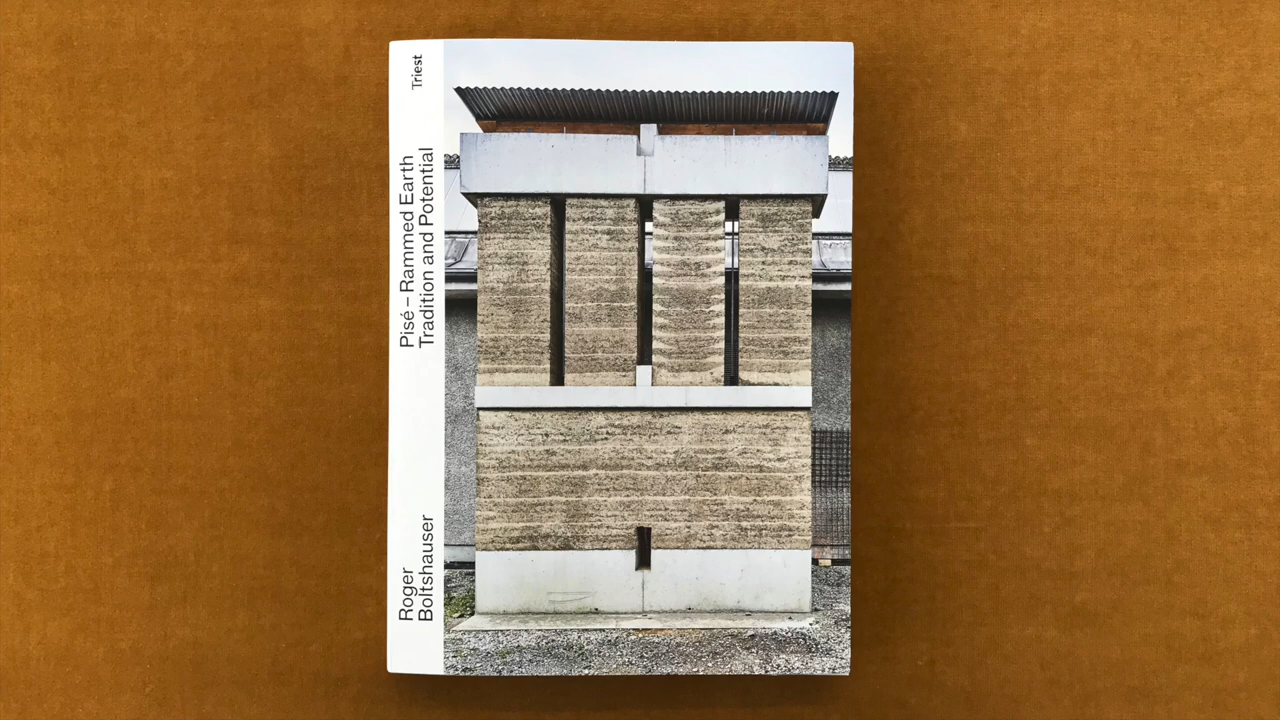 Roger
Boltshauser
Pisé – Rammed Earth
Tradition and Potential
Triest